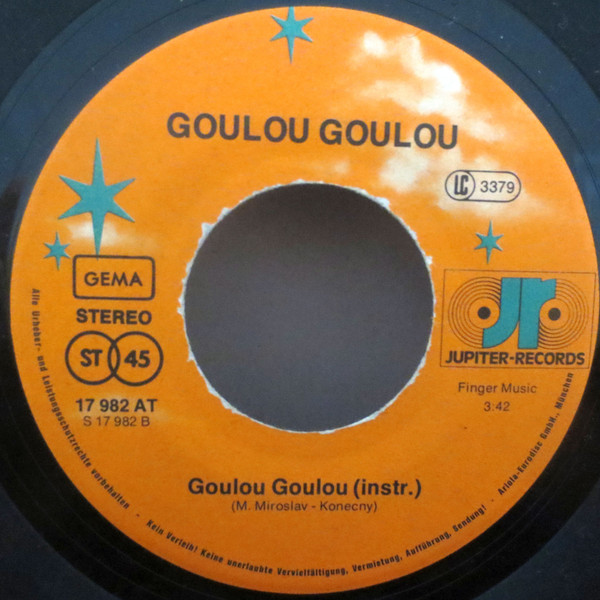 GOULOU GOULOU
LC 3379
GEMA
STEREO
ST 45
17 982 AT
S 17 982 B
jr
JUPITER-RECORDS
Finger Music
3:42
Goulou Goulou (instr.)
(M. Miroslav - Konecny)
Alle Urheber- und Leistungsschutzrechte vorbehalten - Kein Verleih! Keine unerlaubte Vervielfältigung, Vermietung, Aufführung, Sendung! - Ariola-Eurodisc GmbH., München